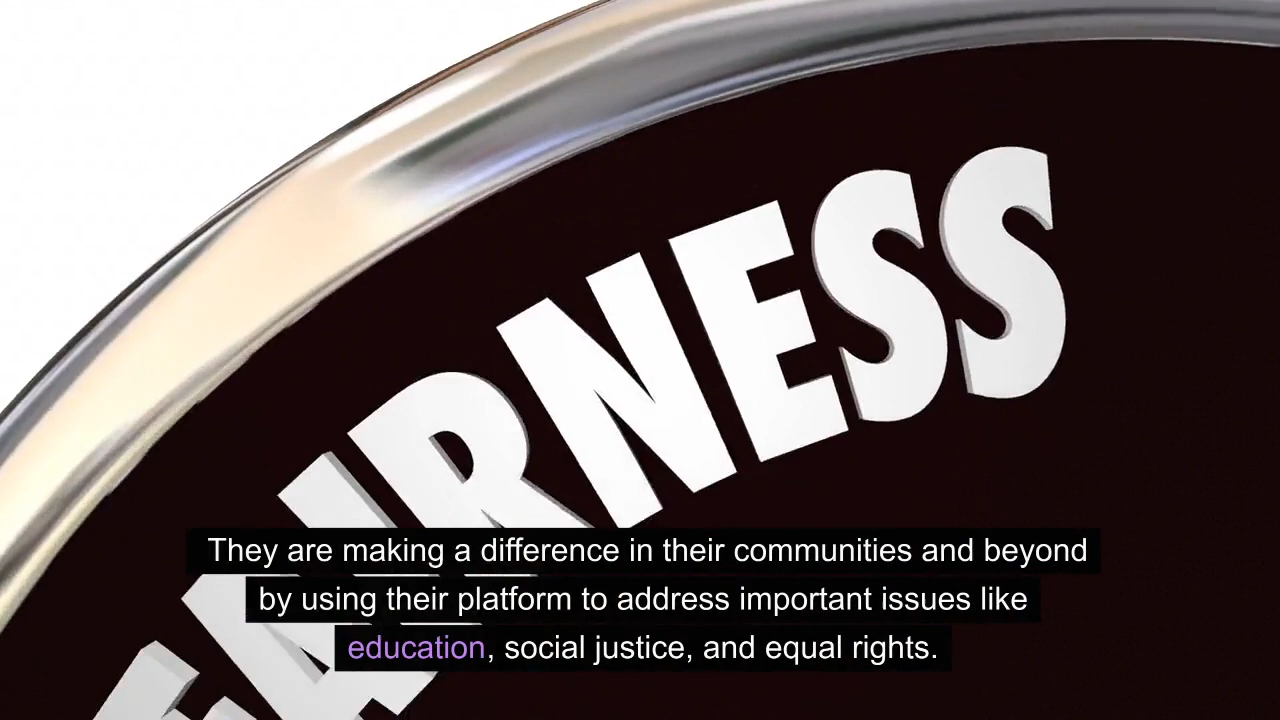 FAIRNESS
They are making a difference in their communities and beyond
by using their platform to address important issues like
education, social justice, and equal rights.